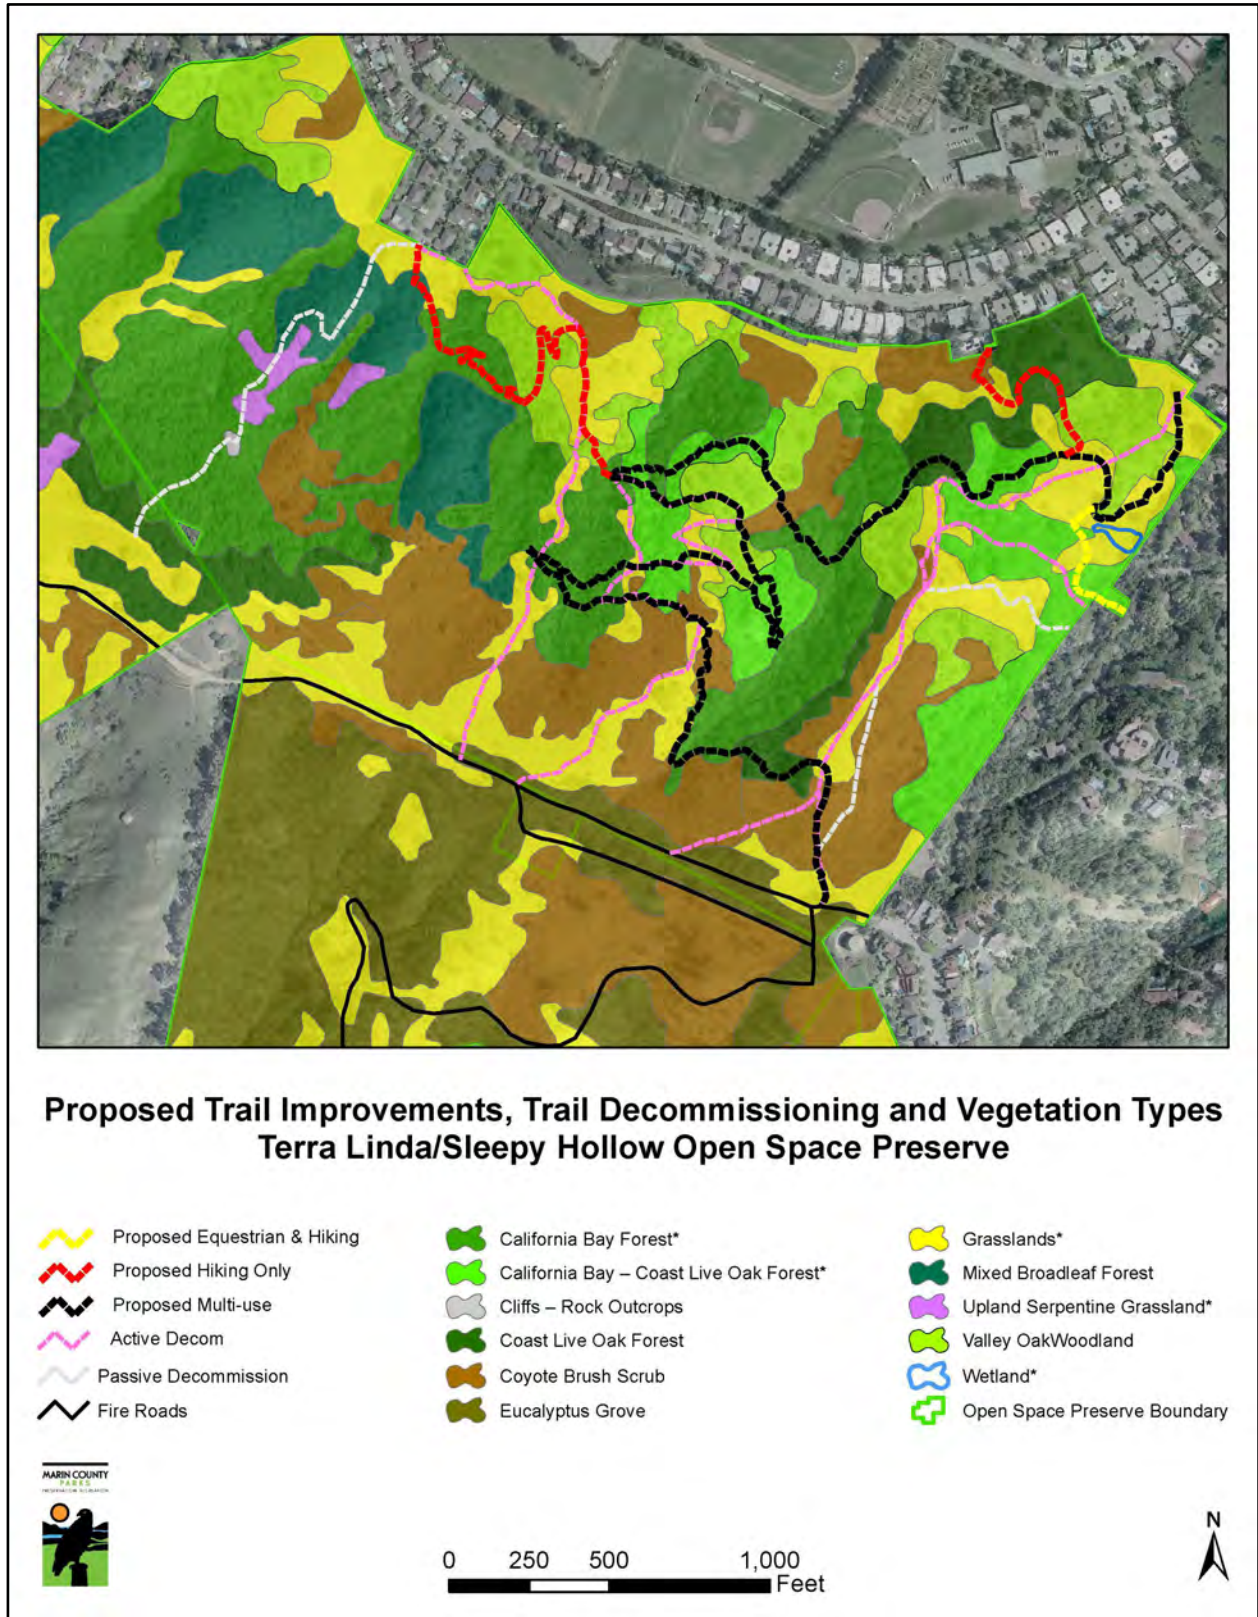 Proposed Trail Improvements, Trail Decommissioning and Vegetation Types
Terra Linda/Sleepy Hollow Open Space Preserve
Proposed Equestrian & Hiking
Proposed Hiking Only
Proposed Multi-use
Active Decom
Passive Decommission
Fire Roads
California Bay Forest*
California Bay – Coast Live Oak Forest*
Cliffs – Rock Outcrops
Coast Live Oak Forest
Coyote Brush Scrub
Eucalyptus Grove
Grasslands*
Mixed Broadleaf Forest
Upland Serpentine Grassland*
Valley OakWoodland
Wetland*
Open Space Preserve Boundary
MARIN COUNTY
PARKS
PRESERVATION RECREATION
0 250 500 1,000
Feet
N